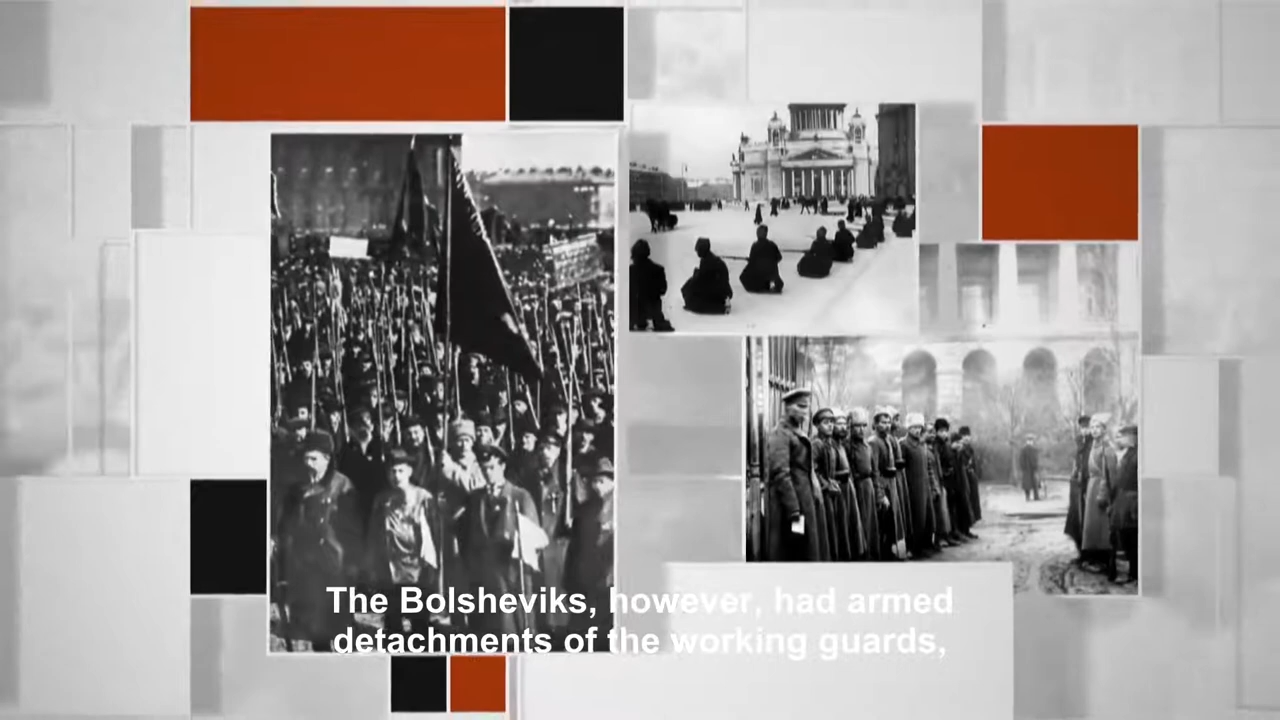 The Bolsheviks, however, had armed
detachments of the working guards,